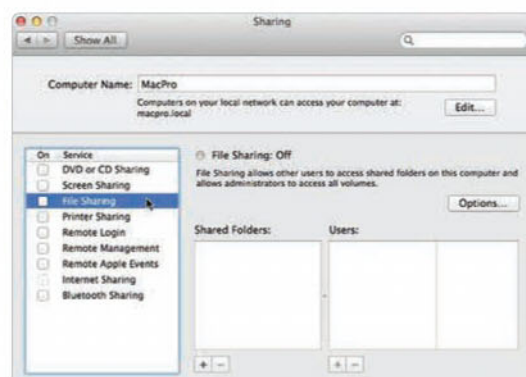 Sharing
Show All
Computer Name: MacPro
Computers on your local network can access your computer at:
macpro.local
Edit...
On Service
DVD or CD Sharing
Screen Sharing
File Sharing
Printer Sharing
Remote Login
Remote Management
Remote Apple Events
Internet Sharing
Bluetooth Sharing
File Sharing: Off
File Sharing allows other users to access shared folders on this computer and
allows administrators to access all volumes.
Options...
Shared Folders: Users:
+ − + −